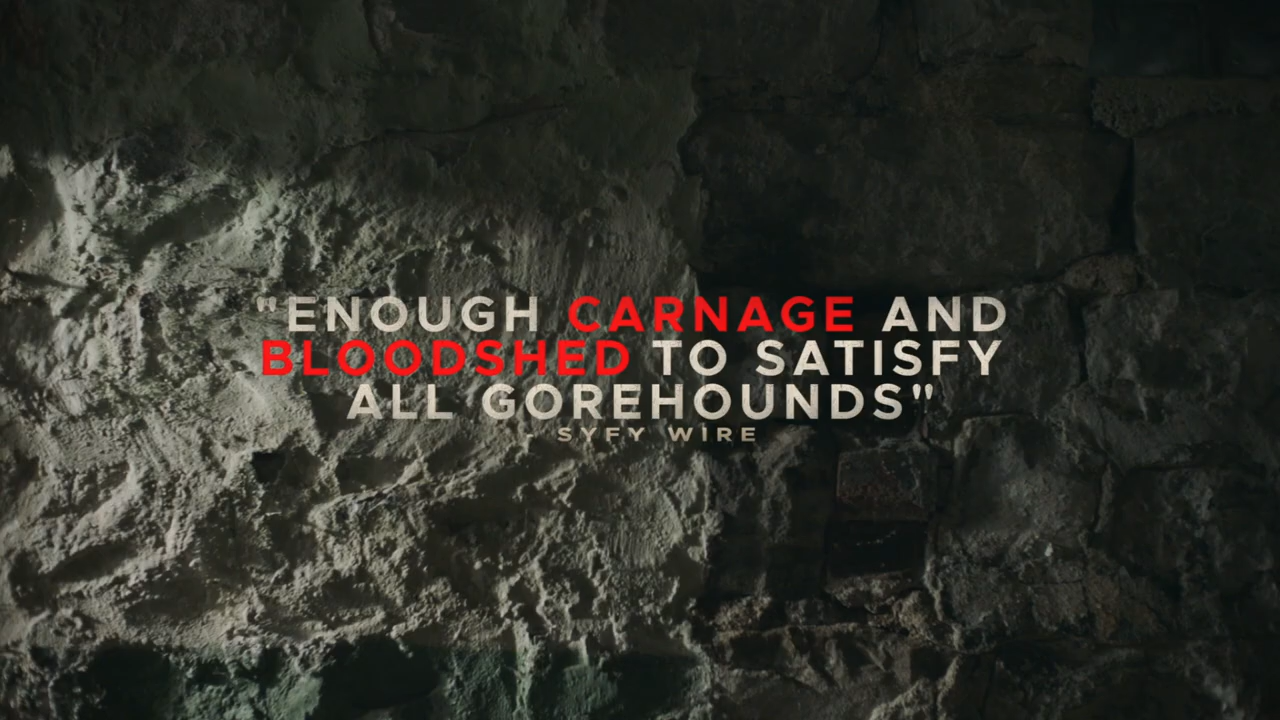 "ENOUGH CARNAGE AND
BLOODSHED TO SATISFY
ALL GOREHOUNDS"
- SYFY WIRE